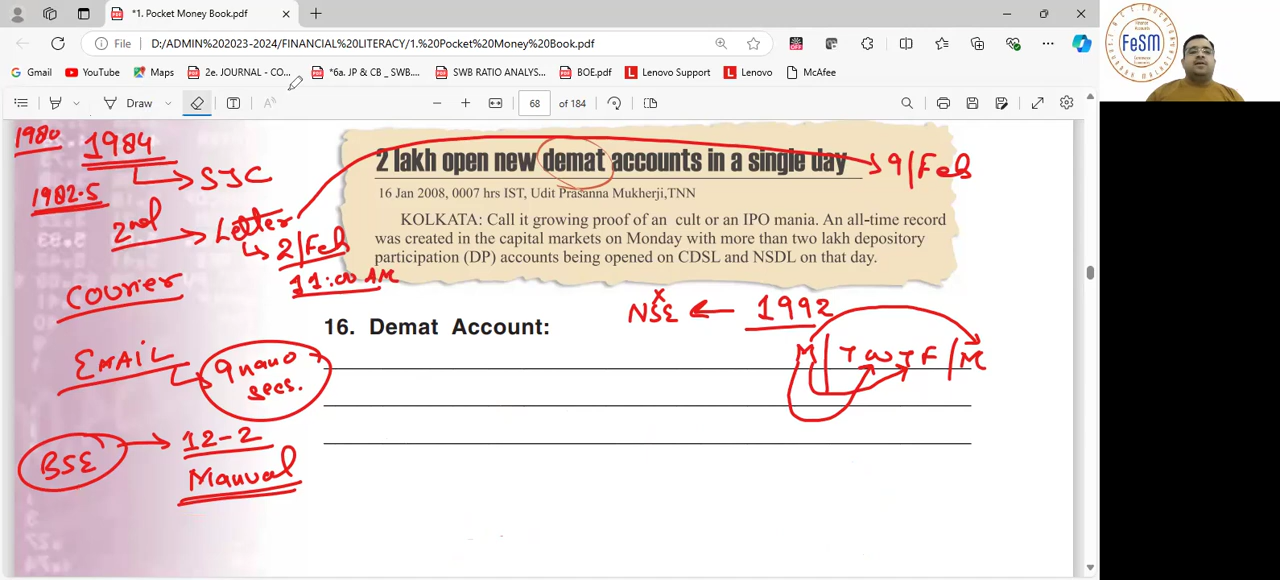 *1. Pocket Money Book.pdf
File
D:/ADMIN%202023-2024/FINANCIAL%20LITERACY/1.%20Pocket%20Money%20Book.pdf
Gmail YouTube Maps 2e. JOURNAL - CO... *6a. JP & CB _ SWB... SWB RATIO ANALYS... BOE.pdf Lenovo Support Lenovo McAfee
Draw 68 of 184
FeSM
1980
1984
SJC
1982.5
2nd
Letter
2/Feb
11:00 AM
9/Feb
2 lakh open new demat accounts in a single day
16 Jan 2008, 0007 hrs IST, Udit Prasanna Mukherji,TNN
KOLKATA: Call it growing proof of an cult or an IPO mania. An all-time record
was created in the capital markets on Monday with more than two lakh depository
participation (DP) accounts being opened on CDSL and NSDL on that day.
Courier
NSE 1992
16. Demat Account:
M T W T F M
EMAIL
9 nano
secs.
BSE 12-2
Manual